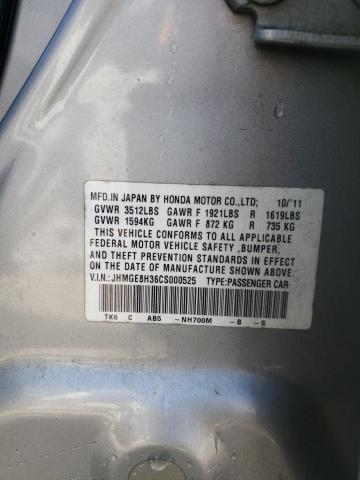 MFD.IN JAPAN BY HONDA MOTOR CO.,LTD; 10/'11
GVWR 3512LBS GAWR F 1921LBS R 1619LBS
GVWR 1594KG GAWR F 872 KG R 735 KG
THIS VEHICLE CONFORMS TO ALL APPLICABLE
FEDERAL MOTOR VEHICLE SAFETY ,BUMPER,
AND THEFT PREVENTION STANDARDS IN EFFECT
ON THE DATE OF MANUFACTURE SHOWN ABOVE.
V.I.N.: JHMGE8H36CS000525 TYPE:PASSENGER CAR
TK6 C AB5 -NH700M -B -S